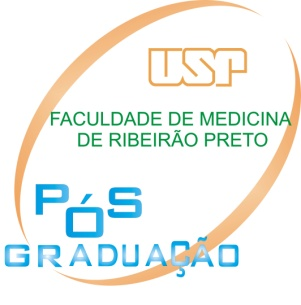 USP
FACULDADE DE MEDICINA
DE RIBEIRÃO PRETO
PÓS
GRADUAÇÃO